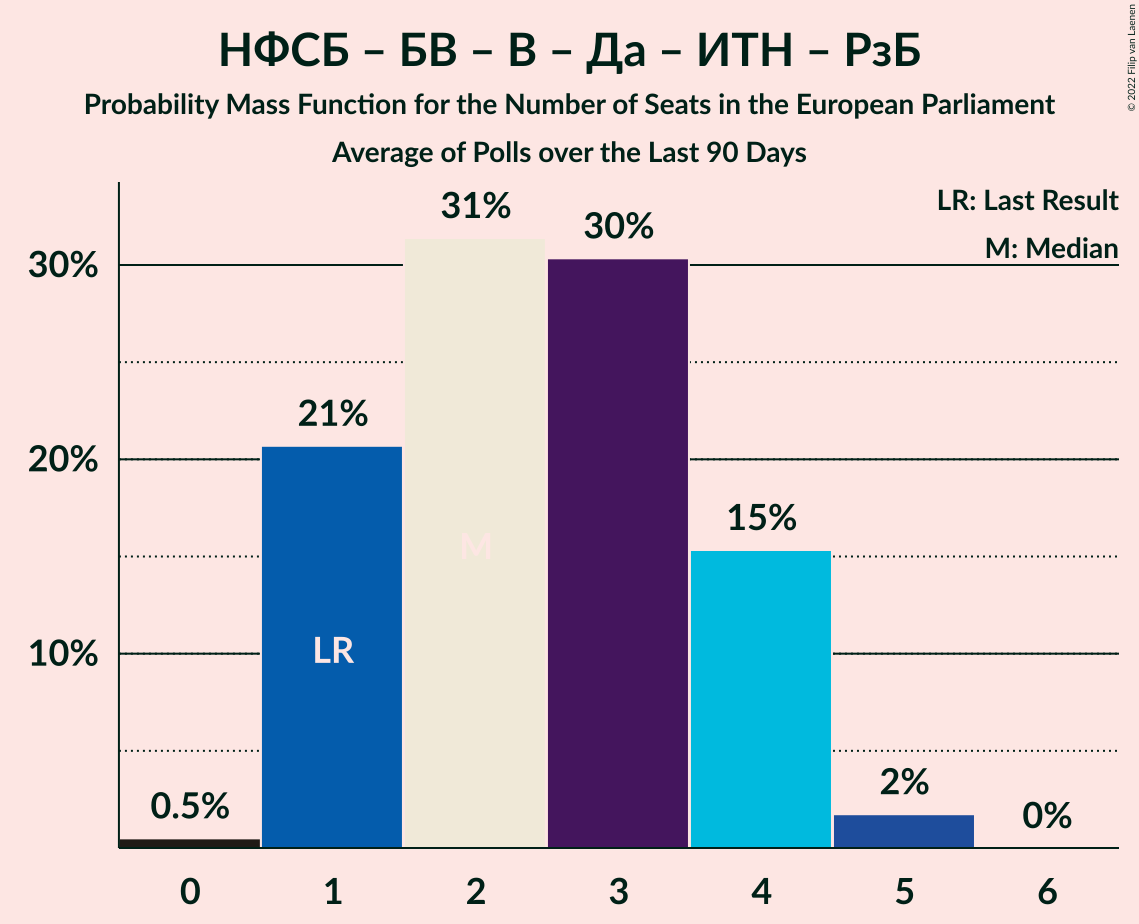 НФСБ – БВ – В – Да – ИТН – РзБ
Probability Mass Function for the Number of Seats in the European Parliament
Average of Polls over the Last 90 Days
© 2022 Filip van Laenen
LR: Last Result
M: Median
30%
20%
10%
0.5%
21%
31%
30%
15%
2%
0%
LR
M
0 1 2 3 4 5 6